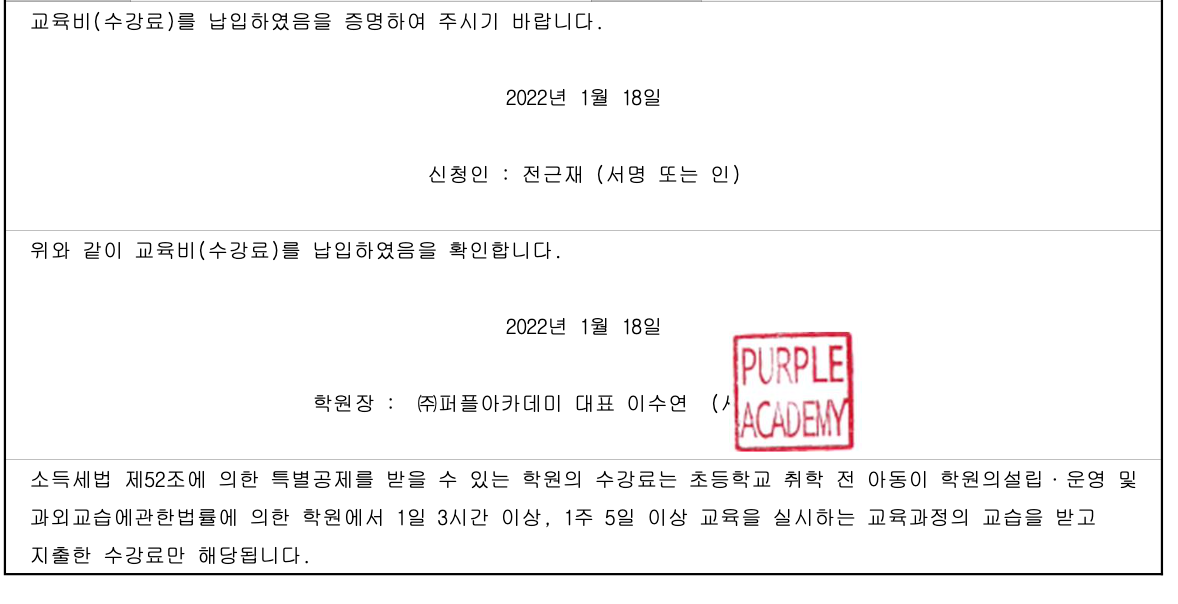 교육비(수강료)를 납입하였음을 증명하여 주시기 바랍니다.
2022년 1월 18일
신청인 : 전근재 (서명 또는 인)
위와 같이 교육비(수강료)를 납입하였음을 확인합니다.
2022년 1월 18일
학원장 : ㈜퍼플아카데미 대표 이수연 (
PURPLE
ACADEMY
소득세법 제52조에 의한 특별공제를 받을 수 있는 학원의 수강료는 초등학교 취학 전 아동이 학원의설립·운영 및
과외교습에관한법률에 의한 학원에서 1일 3시간 이상, 1주 5일 이상 교육을 실시하는 교육과정의 교습을 받고
지출한 수강료만 해당됩니다.